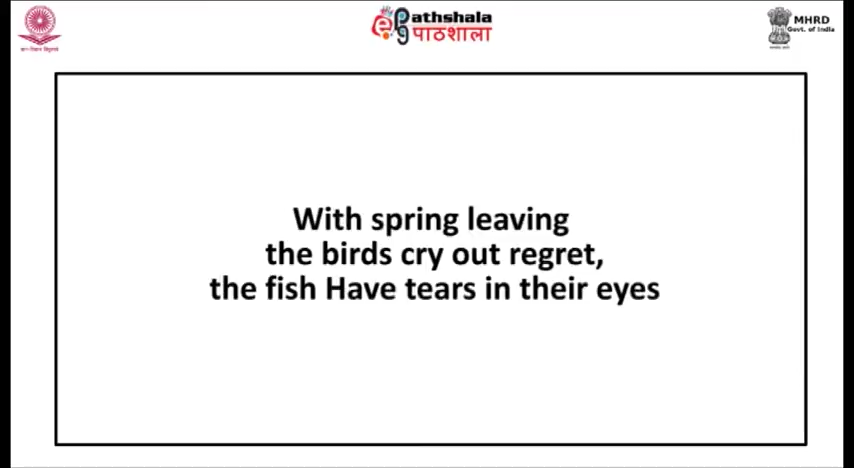 ePathshala
पाठशाला
MHRD
Govt. of India
With spring leaving
the birds cry out regret,
the fish Have tears in their eyes